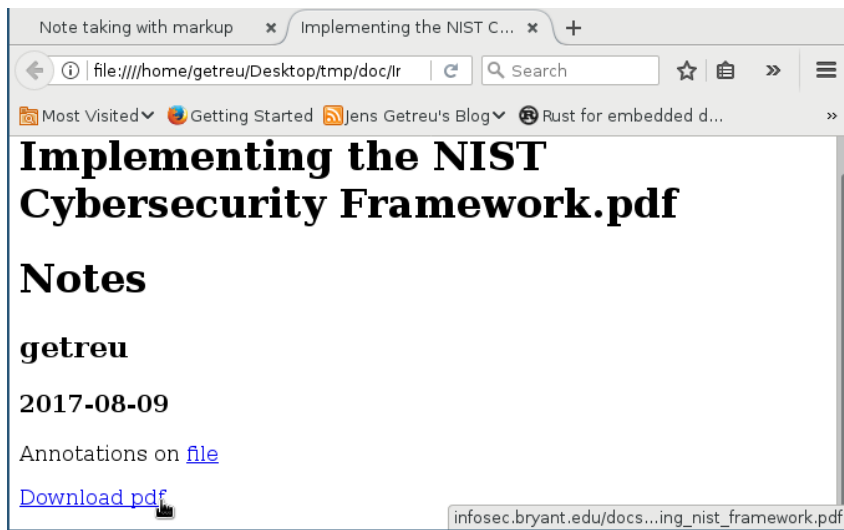 Note taking with markup × Implementing the NIST C... × +
file:////home/getreu/Desktop/tmp/doc/Ir Search »
Most Visited Getting Started Jens Getreu's Blog Rust for embedded d... »
Implementing the NIST
Cybersecurity Framework.pdf
Notes
getreu
2017-08-09
Annotations on file
Download pdf
infosec.bryant.edu/docs...ing_nist_framework.pdf